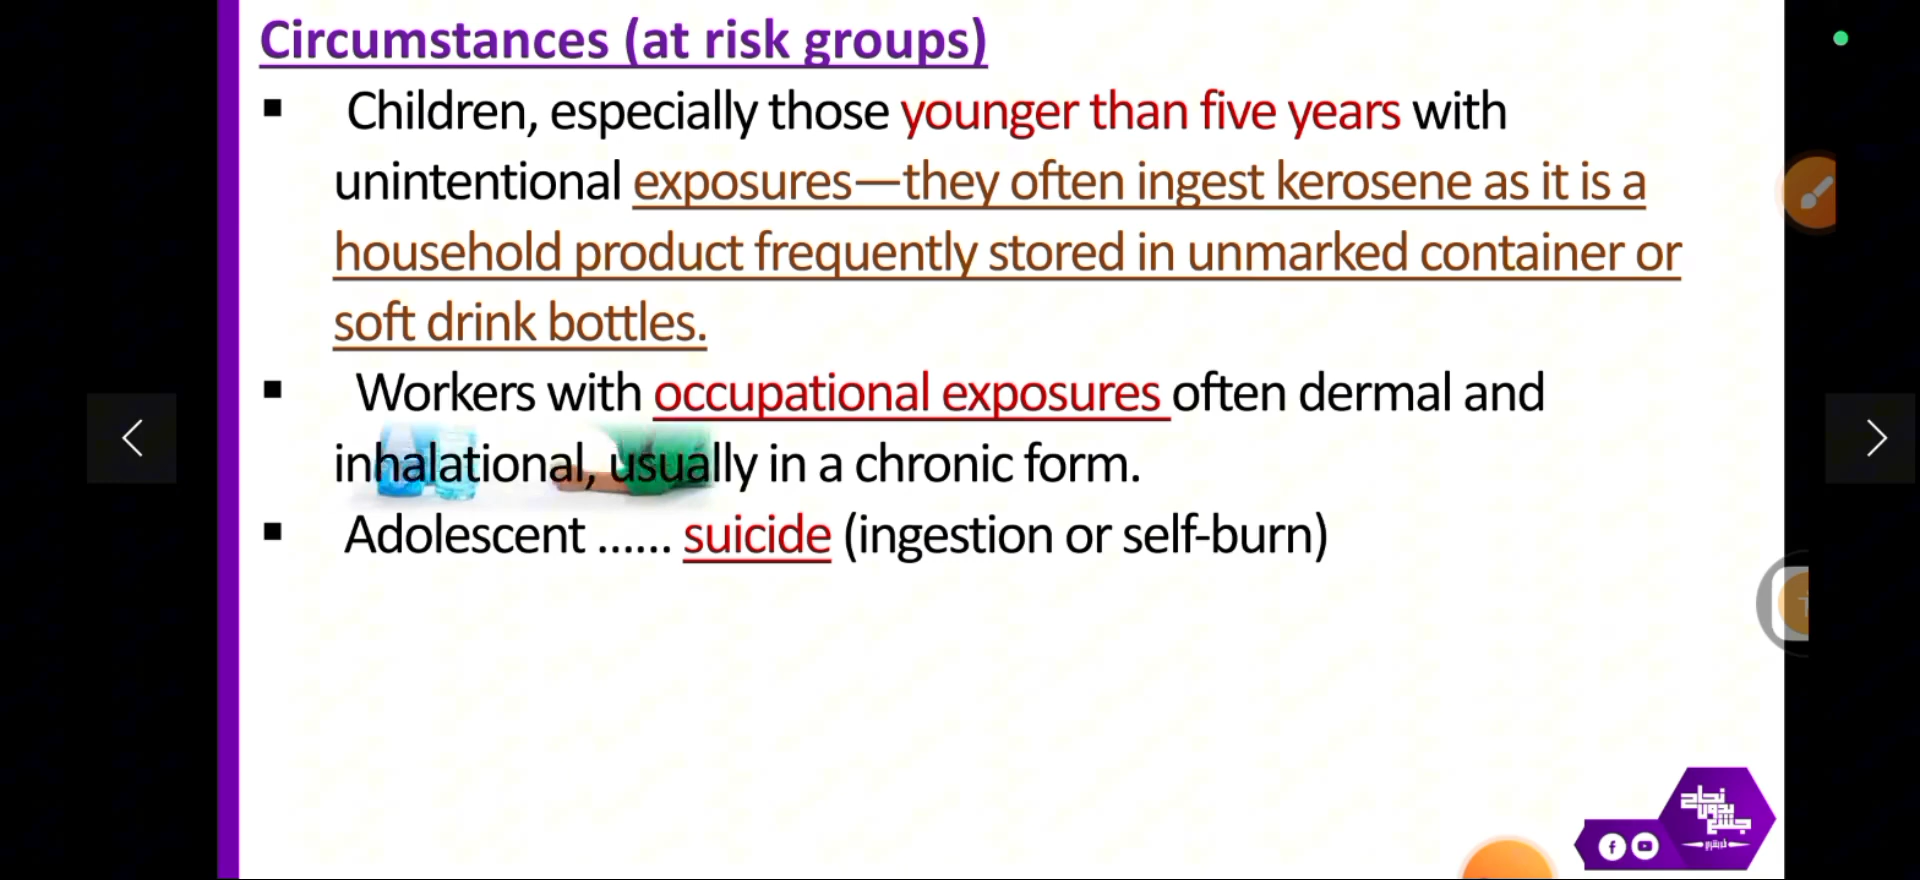 Circumstances (at risk groups)
▪ Children, especially those younger than five years with
unintentional exposures—they often ingest kerosene as it is a
household product frequently stored in unmarked container or
soft drink bottles.
▪ Workers with occupational exposures often dermal and
inhalational, usually in a chronic form.
▪ Adolescent ...... suicide (ingestion or self-burn)
نجاح
بدون